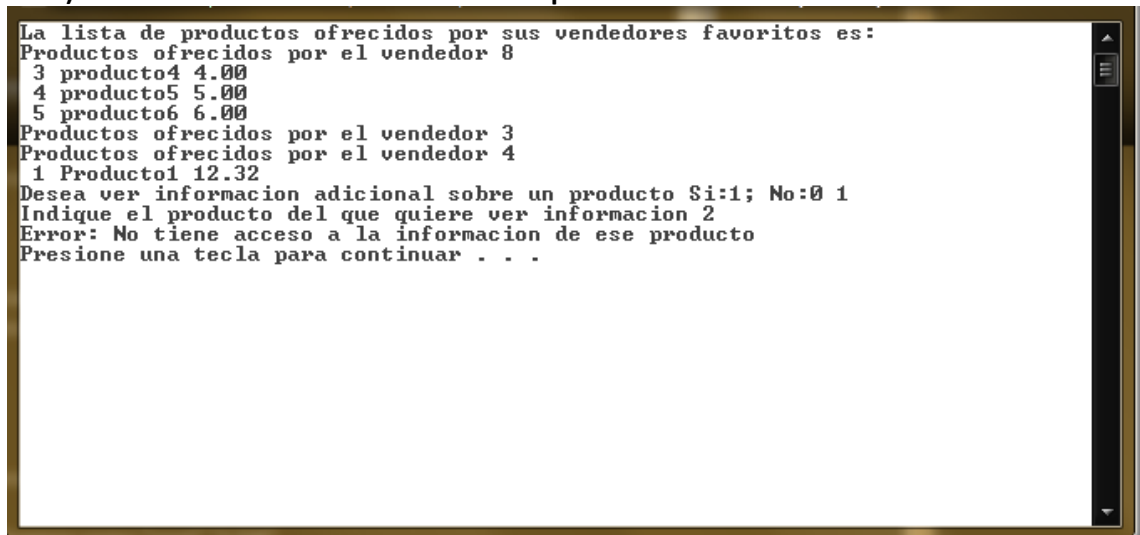 La lista de productos ofrecidos por sus vendedores favoritos es:
Productos ofrecidos por el vendedor 8
3 producto4 4.00
4 producto5 5.00
5 producto6 6.00
Productos ofrecidos por el vendedor 3
Productos ofrecidos por el vendedor 4
1 Producto1 12.32
Desea ver informacion adicional sobre un producto Si:1; No:0 1
Indique el producto del que quiere ver informacion 2
Error: No tiene acceso a la informacion de ese producto
Presione una tecla para continuar . . .